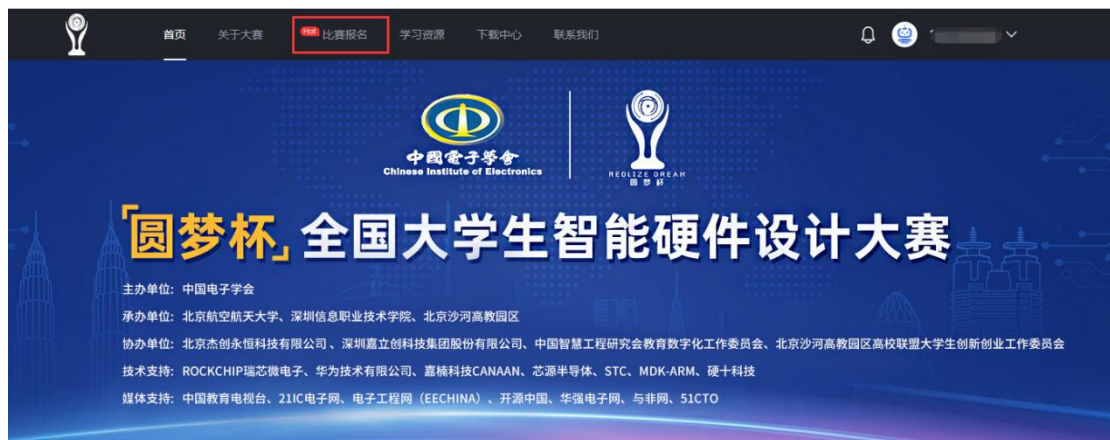 首页 关于大赛 Hot 比赛报名 学习资源 下载中心 联系我们
中國電子学會
Chinese Institute of Electronics
REDLIZE DREAM
圆梦杯
「圆梦杯」全国大学生智能硬件设计大赛
主办单位：中国电子学会
承办单位：北京航空航天大学、深圳信息职业技术学院、北京沙河高教园区
协办单位：北京杰创永恒科技有限公司、深圳嘉立创科技集团股份有限公司、中国智慧工程研究会教育数字化工作委员会、北京沙河高教园区高校联盟大学生创新创业工作委员会
技术支持：ROCKCHIP瑞芯微电子、华为技术有限公司、嘉楠科技CANAAN、芯源半导体、STC、MDK-ARM、硬十科技
媒体支持：中国教育电视台、21IC电子网、电子工程网（EECHINA）、开源中国、华强电子网、与非网、51CTO